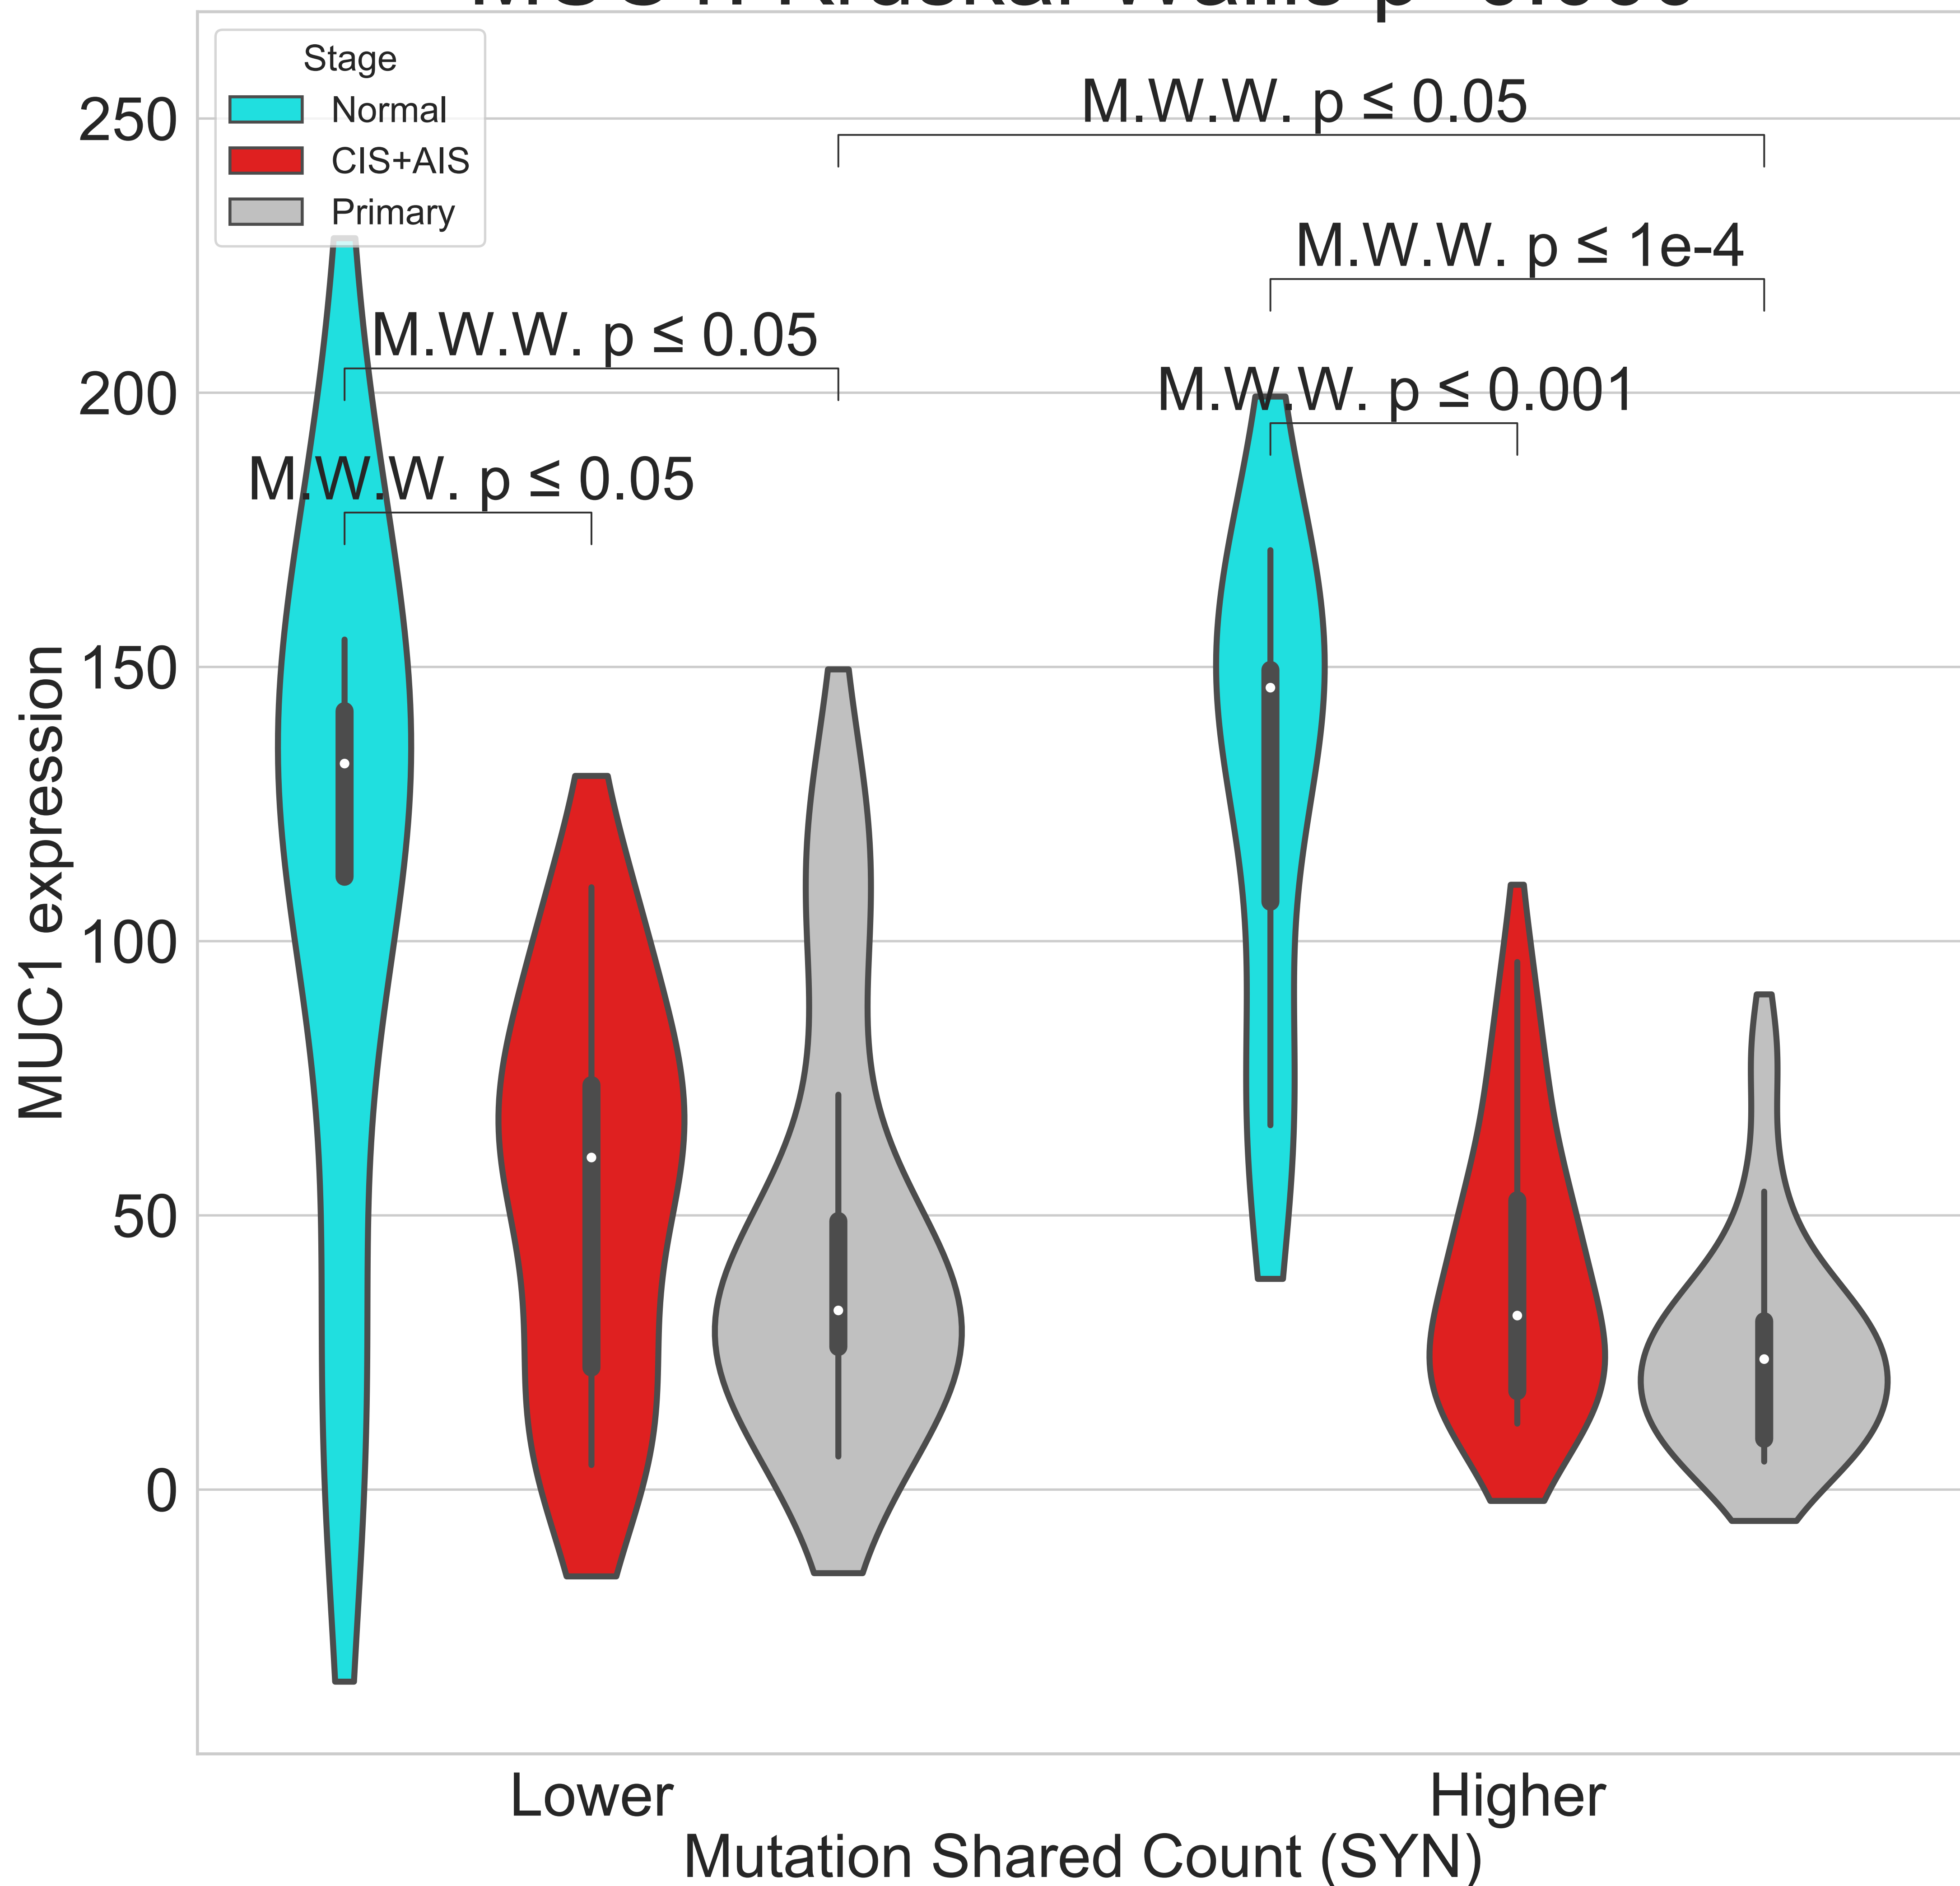 Stage
Normal
CIS+AIS
Primary
M.W.W. p ≤ 0.05
M.W.W. p ≤ 1e-4
M.W.W. p ≤ 0.05
M.W.W. p ≤ 0.001
M.W.W. p ≤ 0.05
250
200
150
100
50
0
MUC1 expression
Lower
Higher
Mutation Shared Count (SYN)